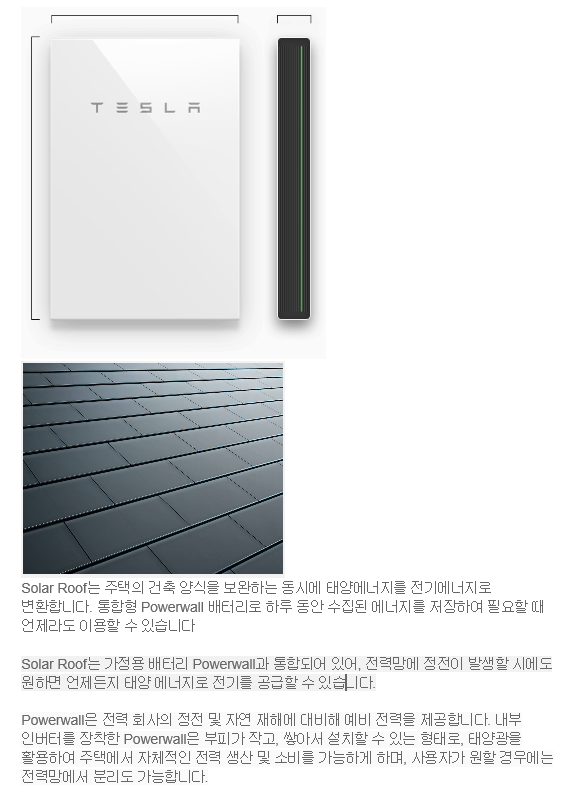 TESLA
Solar Roof는 주택의 건축 양식을 보완하는 동시에 태양에너지를 전기에너지로
변환합니다. 통합형 Powerwall 배터리로 하루 동안 수집된 에너지를 저장하여 필요할 때
언제라도 이용할 수 있습니다
Solar Roof는 가정용 배터리 Powerwall과 통합되어 있어, 전력망에 정전이 발생할 시에도
원하면 언제든지 태양 에너지로 전기를 공급할 수 있습니다.
Powerwall은 전력 회사의 정전 및 자연 재해에 대비해 예비 전력을 제공합니다. 내부
인버터를 장착한 Powerwall은 부피가 작고, 쌓아서 설치할 수 있는 형태로, 태양광을
활용하여 주택에서 자체적인 전력 생산 및 소비를 가능하게 하며, 사용자가 원할 경우에는
전력망에서 분리도 가능합니다.